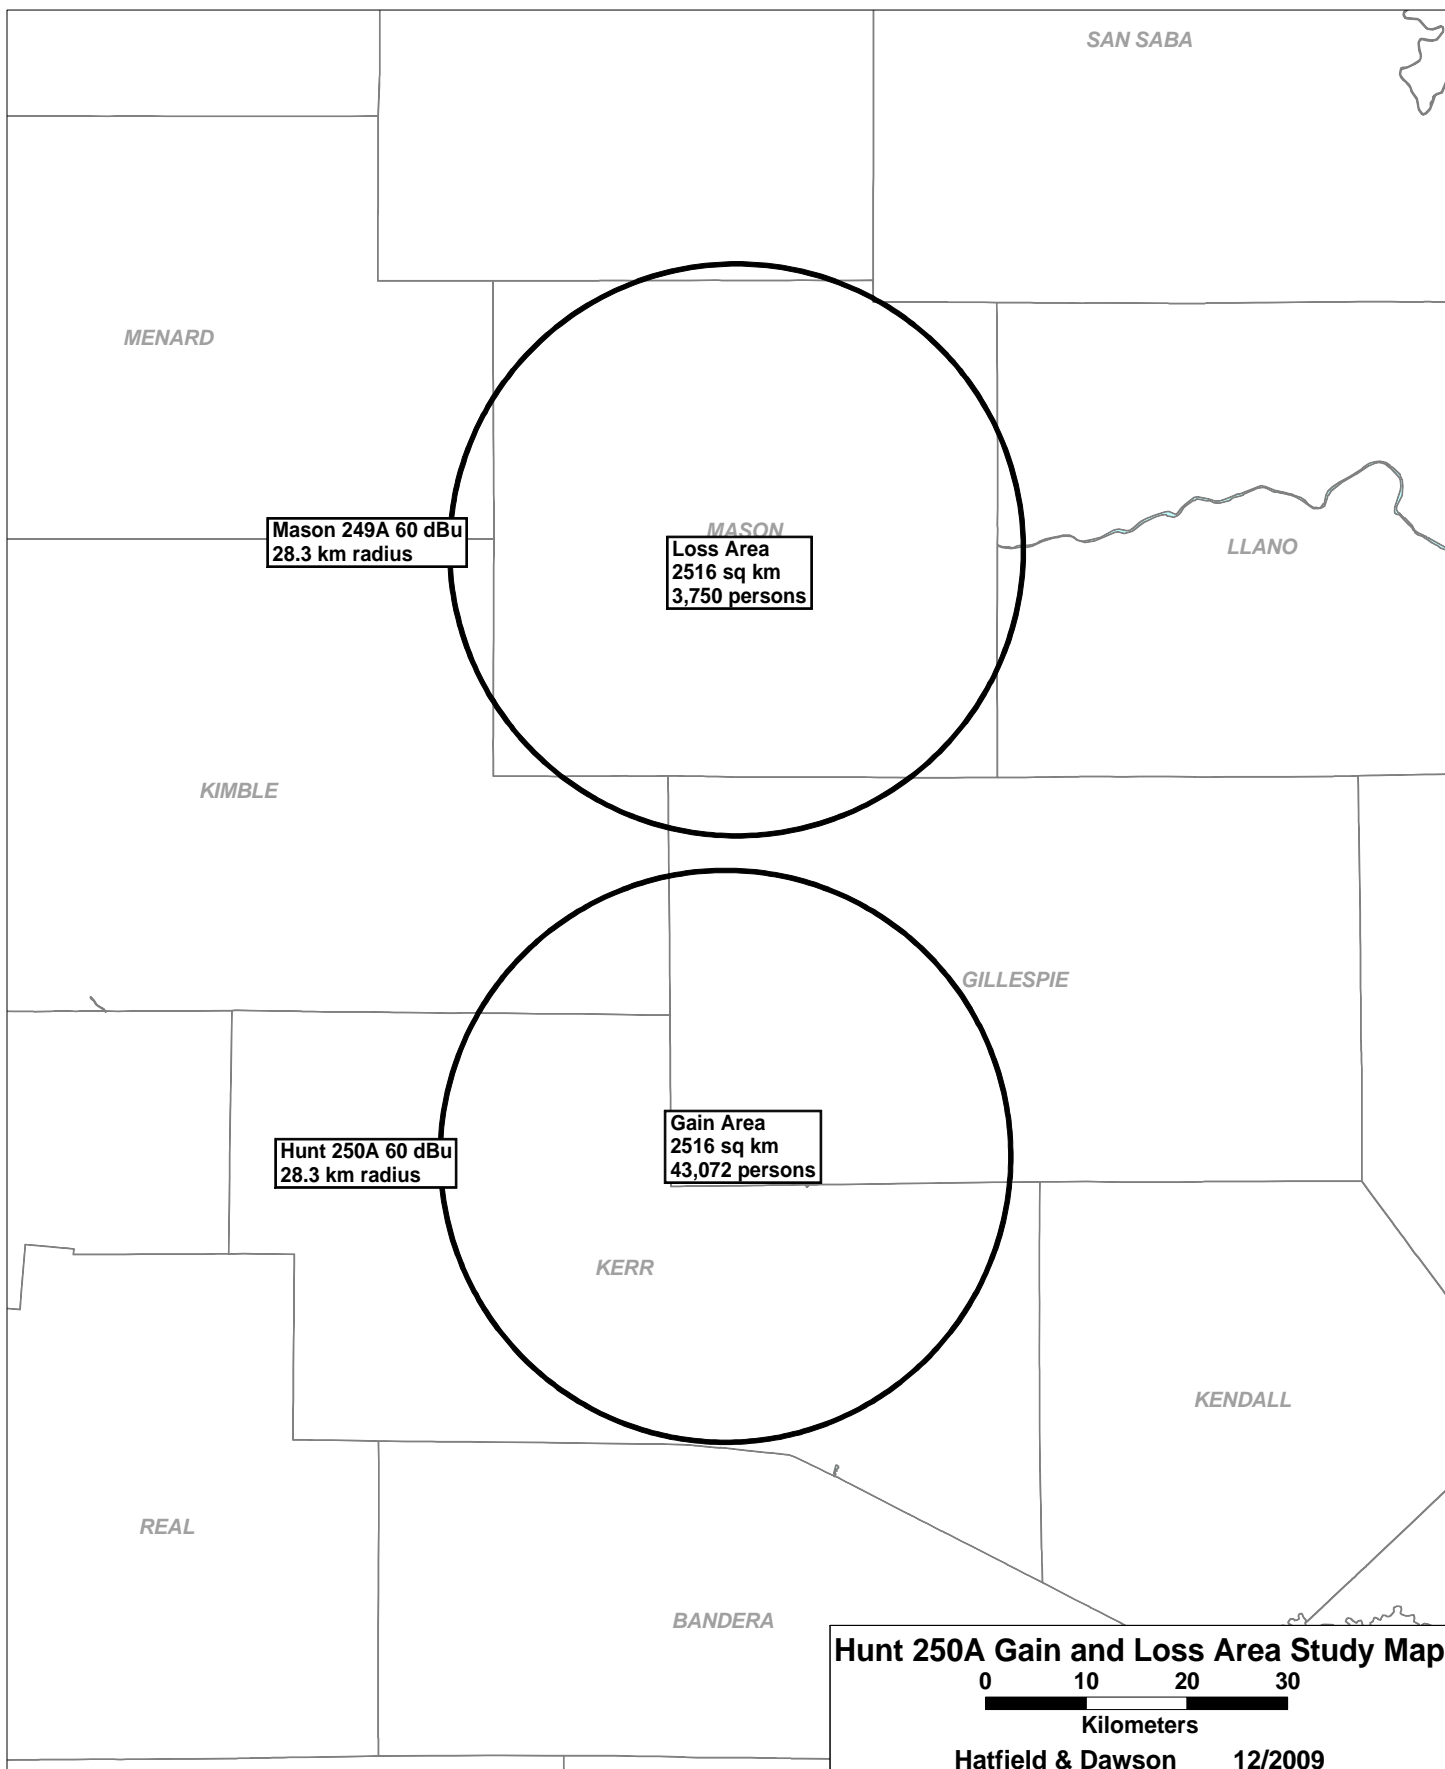 SAN SABA
MENARD
Mason 249A 60 dBu
28.3 km radius
MASON
Loss Area
2516 sq km
3,750 persons
LLANO
KIMBLE
GILLESPIE
Gain Area
2516 sq km
43,072 persons
Hunt 250A 60 dBu
28.3 km radius
KERR
KENDALL
REAL
BANDERA
Hunt 250A Gain and Loss Area Study Map
0 10 20 30
Kilometers
Hatfield & Dawson 12/2009